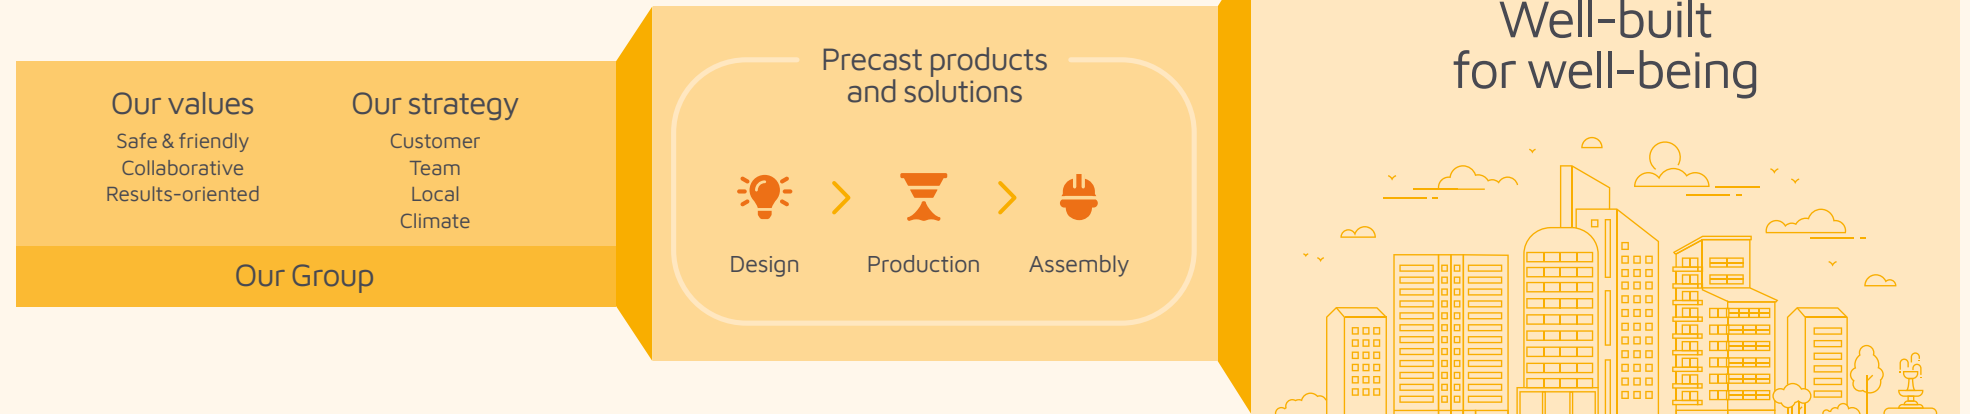 Our values
Safe & friendly
Collaborative
Results-oriented
Our strategy
Customer
Team
Local
Climate
Our Group
Precast products
and solutions
Design
Production
Assembly
Well-built
for well-being